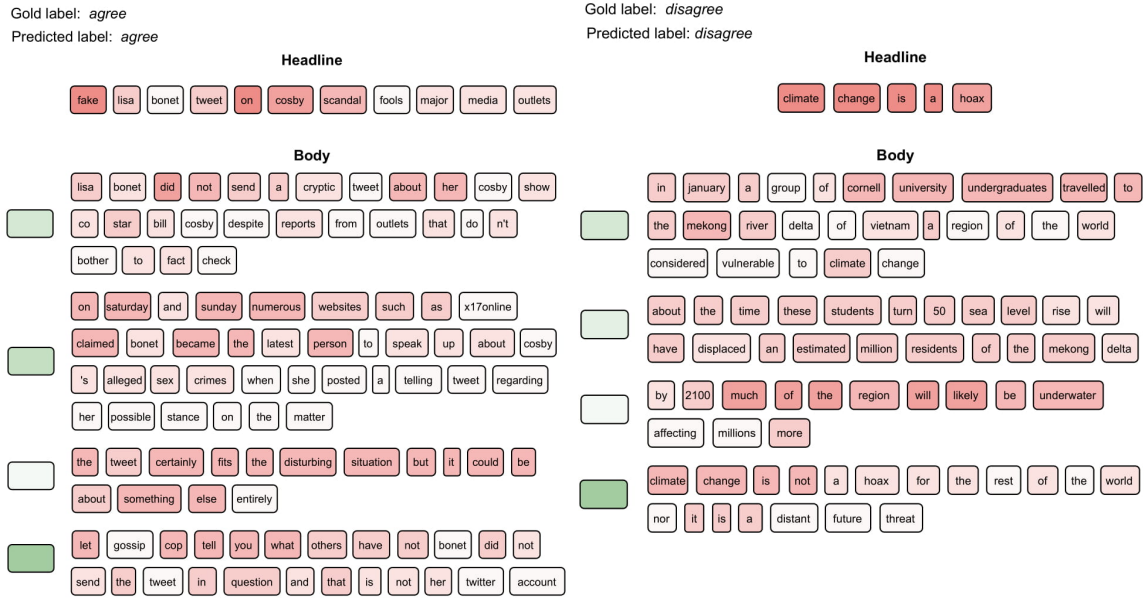 Gold label: agree
Predicted label: agree
Headline
fake lisa bonet tweet on cosby scandal fools major media outlets
Body
lisa bonet did not send a cryptic tweet about her cosby show
co star bill cosby despite reports from outlets that do n't
bother to fact check
on saturday and sunday numerous websites such as x17online
claimed bonet became the latest person to speak up about cosby
's alleged sex crimes when she posted a telling tweet regarding
her possible stance on the matter
the tweet certainly fits the disturbing situation but it could be
about something else entirely
let gossip cop tell you what others have not bonet did not
send the tweet in question and that is not her twitter account
Gold label: disagree
Predicted label: disagree
Headline
climate change is a hoax
Body
in january a group of cornell university undergraduates travelled to
the mekong river delta of vietnam a region of the world
considered vulnerable to climate change
about the time these students turn 50 sea level rise will
have displaced an estimated million residents of the mekong delta
by 2100 much of the region will likely be underwater
affecting millions more
climate change is not a hoax for the rest of the world
nor it is a distant future threat